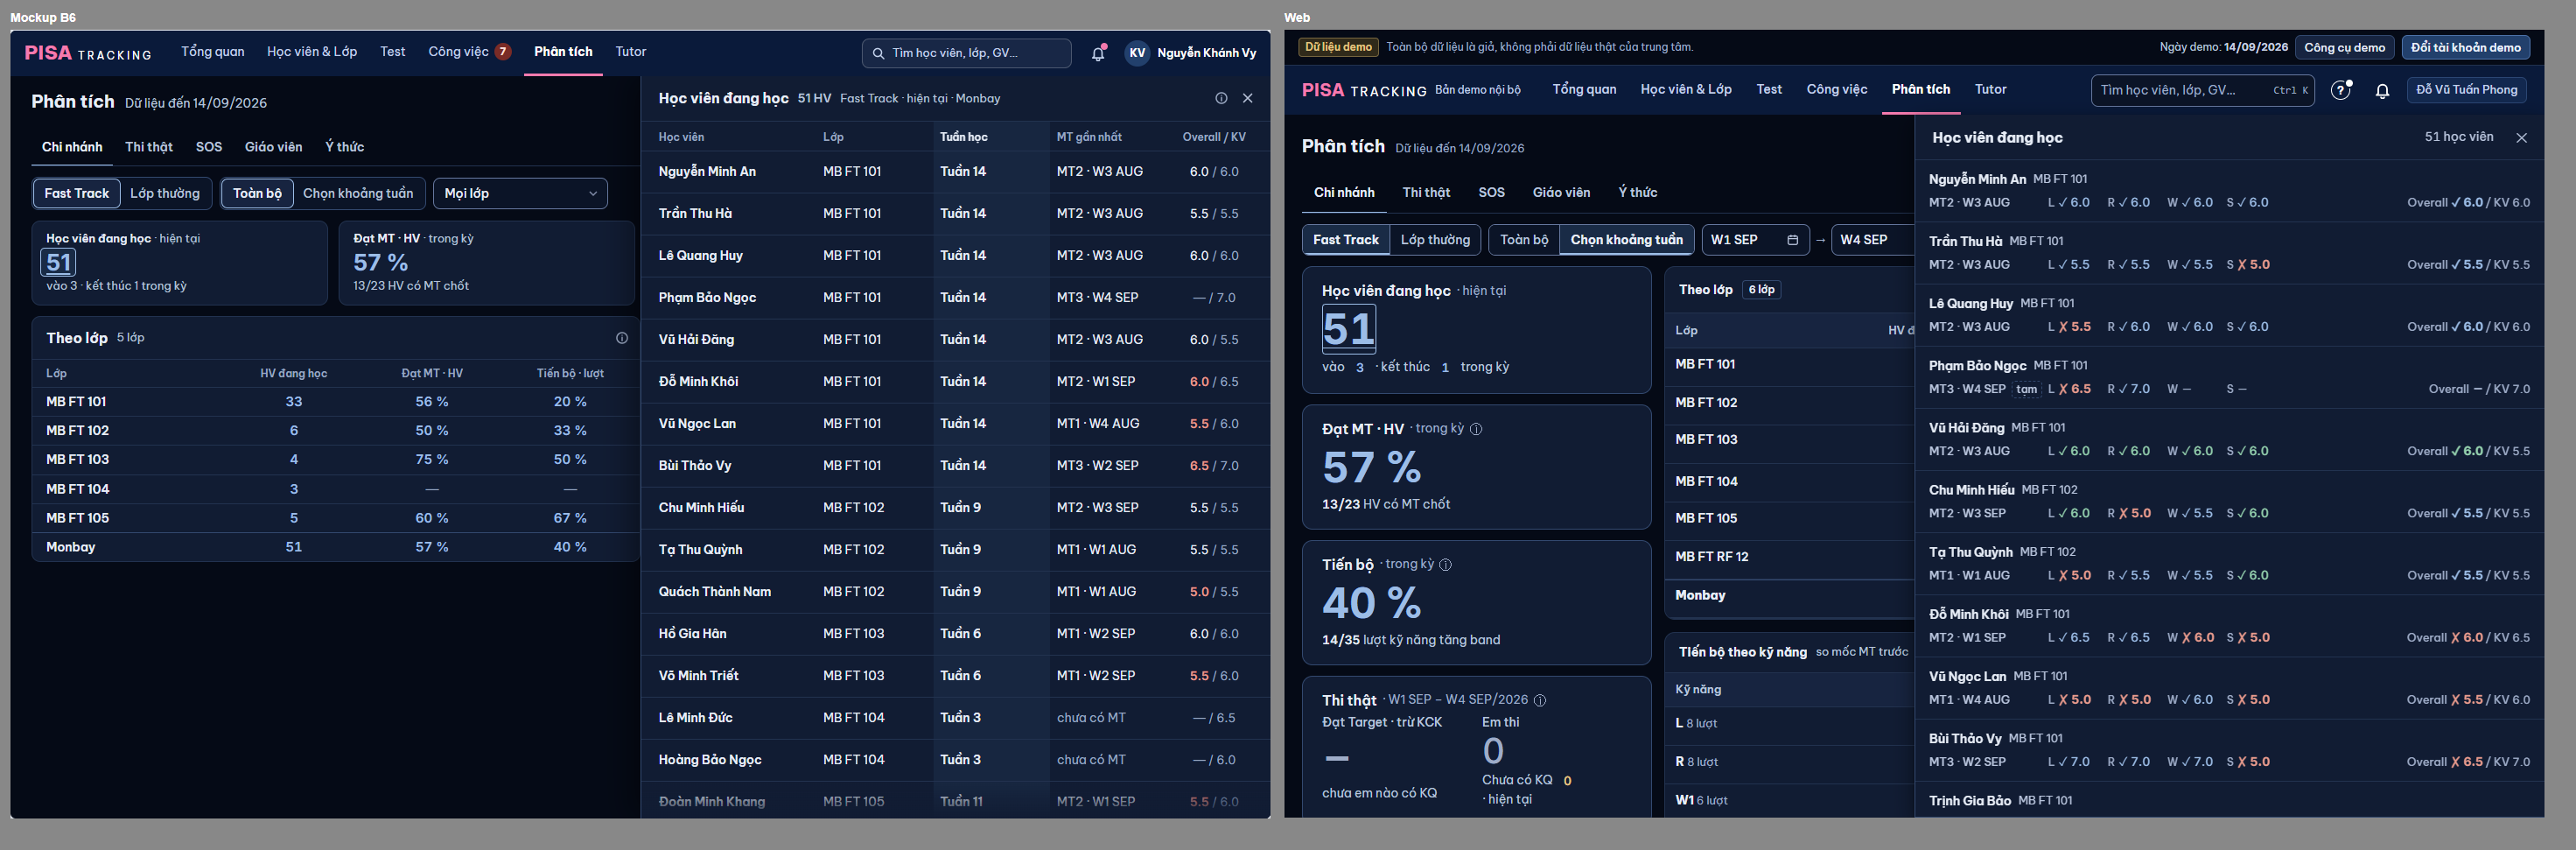 Mockup B6
PISA TRACKING Tổng quan Học viên & Lớp Test Công việc 7 Phân tích Tutor Tìm học viên, lớp, GV... KV Nguyễn Khánh Vy
Phân tích Dữ liệu đến 14/09/2026
Chi nhánh Thi thật SOS Giáo viên Ý thức
Fast Track Lớp thường Toàn bộ Chọn khoảng tuần Mọi lớp
Học viên đang học · hiện tại
51
vào 3 · kết thúc 1 trong kỳ
Đạt MT · HV · trong kỳ
57 %
13/23 HV có MT chốt
Theo lớp 5 lớp
Lớp HV đang học Đạt MT · HV Tiến bộ · lượt
MB FT 101 33 56 % 20 %
MB FT 102 6 50 % 33 %
MB FT 103 4 75 % 50 %
MB FT 104 3 — —
MB FT 105 5 60 % 67 %
Monbay 51 57 % 40 %
Học viên đang học 51 HV Fast Track · hiện tại · Monbay
Học viên Lớp Tuần học MT gần nhất Overall / KV
Nguyễn Minh An MB FT 101 Tuần 14 MT2 · W3 AUG 6.0 / 6.0
Trần Thu Hà MB FT 101 Tuần 14 MT2 · W3 AUG 5.5 / 5.5
Lê Quang Huy MB FT 101 Tuần 14 MT2 · W3 AUG 6.0 / 6.0
Phạm Bảo Ngọc MB FT 101 Tuần 14 MT3 · W4 SEP — / 7.0
Vũ Hải Đăng MB FT 101 Tuần 14 MT2 · W3 AUG 6.0 / 5.5
Đỗ Minh Khôi MB FT 101 Tuần 14 MT2 · W1 SEP 6.0 / 6.5
Vũ Ngọc Lan MB FT 101 Tuần 14 MT1 · W4 AUG 5.5 / 6.0
Bùi Thảo Vy MB FT 101 Tuần 14 MT3 · W2 SEP 6.5 / 7.0
Chu Minh Hiếu MB FT 102 Tuần 9 MT2 · W3 SEP 5.5 / 5.5
Tạ Thu Quỳnh MB FT 102 Tuần 9 MT1 · W1 AUG 5.5 / 5.5
Quách Thành Nam MB FT 102 Tuần 9 MT1 · W1 AUG 5.0 / 5.5
Hồ Gia Hân MB FT 103 Tuần 6 MT1 · W2 SEP 6.0 / 6.0
Võ Minh Triết MB FT 103 Tuần 6 MT1 · W2 SEP 5.5 / 6.0
Lê Minh Đức MB FT 104 Tuần 3 chưa có MT — / 6.5
Hoàng Bảo Ngọc MB FT 104 Tuần 3 chưa có MT — / 6.0
Đoàn Minh Khang MB FT 105 Tuần 11 MT2 · W1 SEP 5.5 / 6.0
Web
Dữ liệu demo Toàn bộ dữ liệu là giả, không phải dữ liệu thật của trung tâm. Ngày demo: 14/09/2026 Công cụ demo Đổi tài khoản demo
PISA TRACKING Bản demo nội bộ Tổng quan Học viên & Lớp Test Công việc Phân tích Tutor Tìm học viên, lớp, GV... Ctrl K ? Đỗ Vũ Tuấn Phong
Phân tích Dữ liệu đến 14/09/2026
Chi nhánh Thi thật SOS Giáo viên Ý thức
Fast Track Lớp thường Toàn bộ Chọn khoảng tuần W1 SEP → W4 SEP
Học viên đang học · hiện tại
51
vào 3 · kết thúc 1 trong kỳ
Đạt MT · HV · trong kỳ
57 %
13/23 HV có MT chốt
Tiến bộ · trong kỳ
40 %
14/35 lượt kỹ năng tăng band
Thi thật · W1 SEP – W4 SEP/2026
Đạt Target · trừ KCK Em thi
— 0
chưa em nào có KQ Chưa có KQ 0
· hiện tại
Theo lớp 6 lớp
Lớp HV đ
MB FT 101
MB FT 102
MB FT 103
MB FT 104
MB FT 105
MB FT RF 12
Monbay
Tiến bộ theo kỹ năng so mốc MT trước
Kỹ năng
L 8 lượt
R 8 lượt
W1 6 lượt
Học viên đang học 51 học viên
Nguyễn Minh An MB FT 101
MT2 · W3 AUG L ✓ 6.0 R ✓ 6.0 W ✓ 6.0 S ✓ 6.0 Overall ✓ 6.0 / KV 6.0
Trần Thu Hà MB FT 101
MT2 · W3 AUG L ✓ 5.5 R ✓ 5.5 W ✓ 5.5 S ✗ 5.0 Overall ✓ 5.5 / KV 5.5
Lê Quang Huy MB FT 101
MT2 · W3 AUG L ✗ 5.5 R ✓ 6.0 W ✓ 6.0 S ✓ 6.0 Overall ✓ 6.0 / KV 6.0
Phạm Bảo Ngọc MB FT 101
MT3 · W4 SEP tạm L ✗ 6.5 R ✓ 7.0 W — S — Overall — / KV 7.0
Vũ Hải Đăng MB FT 101
MT2 · W3 AUG L ✓ 6.0 R ✓ 6.0 W ✓ 6.0 S ✓ 6.0 Overall ✓ 6.0 / KV 5.5
Chu Minh Hiếu MB FT 102
MT2 · W3 SEP L ✓ 6.0 R ✗ 5.0 W ✓ 5.5 S ✓ 6.0 Overall ✓ 5.5 / KV 5.5
Tạ Thu Quỳnh MB FT 102
MT1 · W1 AUG L ✗ 5.0 R ✓ 5.5 W ✓ 5.5 S ✓ 6.0 Overall ✓ 5.5 / KV 5.5
Đỗ Minh Khôi MB FT 101
MT2 · W1 SEP L ✓ 6.5 R ✓ 6.5 W ✗ 6.0 S ✗ 5.0 Overall ✗ 6.0 / KV 6.5
Vũ Ngọc Lan MB FT 101
MT1 · W4 AUG L ✗ 5.0 R ✗ 5.0 W ✓ 6.0 S ✗ 5.0 Overall ✗ 5.5 / KV 6.0
Bùi Thảo Vy MB FT 101
MT3 · W2 SEP L ✓ 7.0 R ✓ 7.0 W ✓ 7.0 S ✗ 5.0 Overall ✗ 6.5 / KV 7.0
Trịnh Gia Bảo MB FT 101